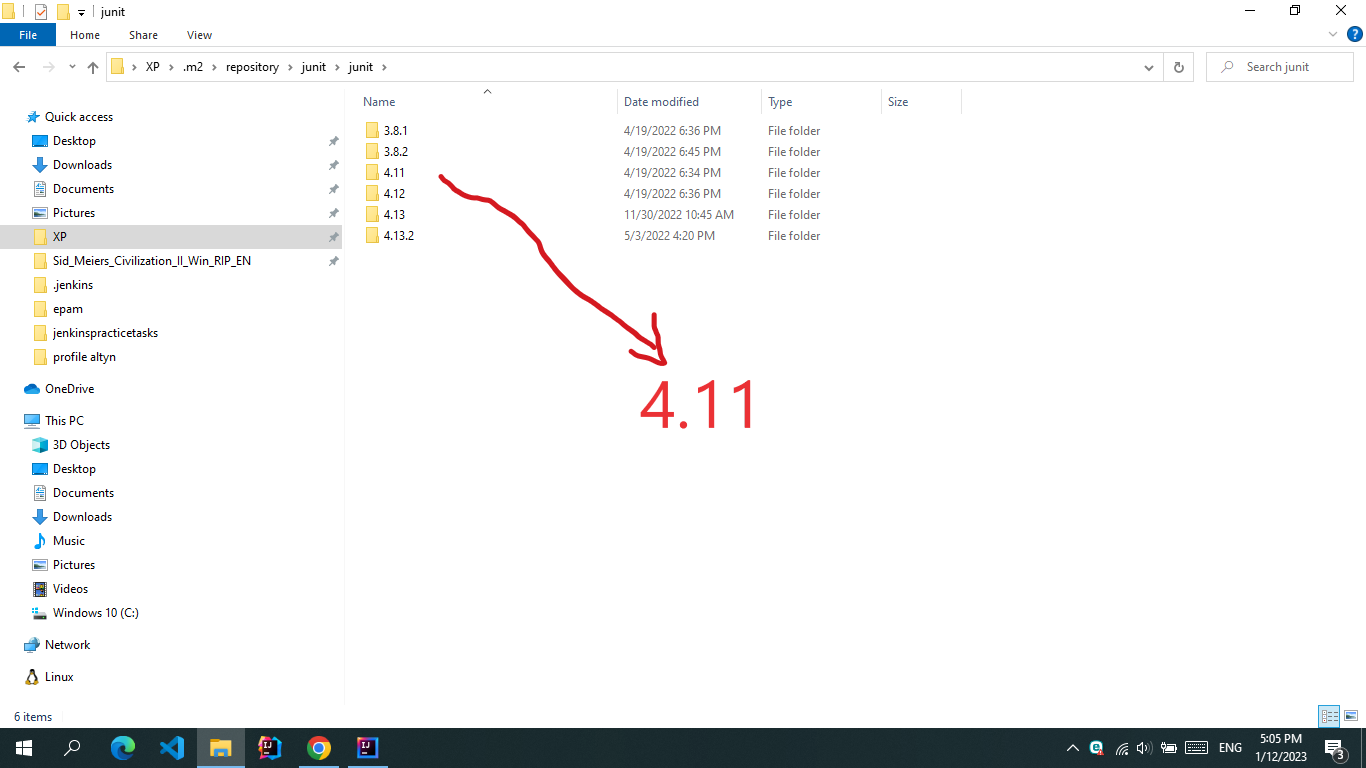 junit
File Home Share View
XP .m2 repository junit junit
Search junit
Name Date modified Type Size
Quick access
Desktop
Downloads
Documents
Pictures
XP
Sid_Meiers_Civilization_II_Win_RIP_EN
.jenkins
epam
jenkinspracticetasks
profile altyn
OneDrive
This PC
3D Objects
Desktop
Documents
Downloads
Music
Pictures
Videos
Windows 10 (C:)
Network
Linux
3.8.1 4/19/2022 6:36 PM File folder
3.8.2 4/19/2022 6:45 PM File folder
4.11 4/19/2022 6:34 PM File folder
4.12 4/19/2022 6:36 PM File folder
4.13 11/30/2022 10:45 AM File folder
4.13.2 5/3/2022 4:20 PM File folder
4.11
6 items
ENG
5:05 PM
1/12/2023
3